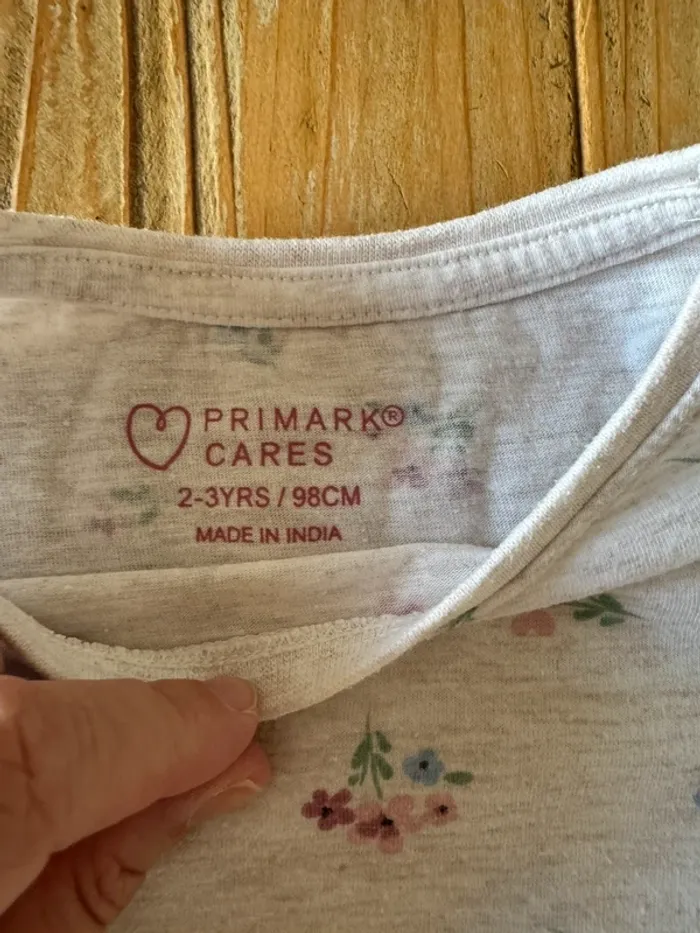 PRIMARK®
CARES
2-3YRS / 98CM
MADE IN INDIA